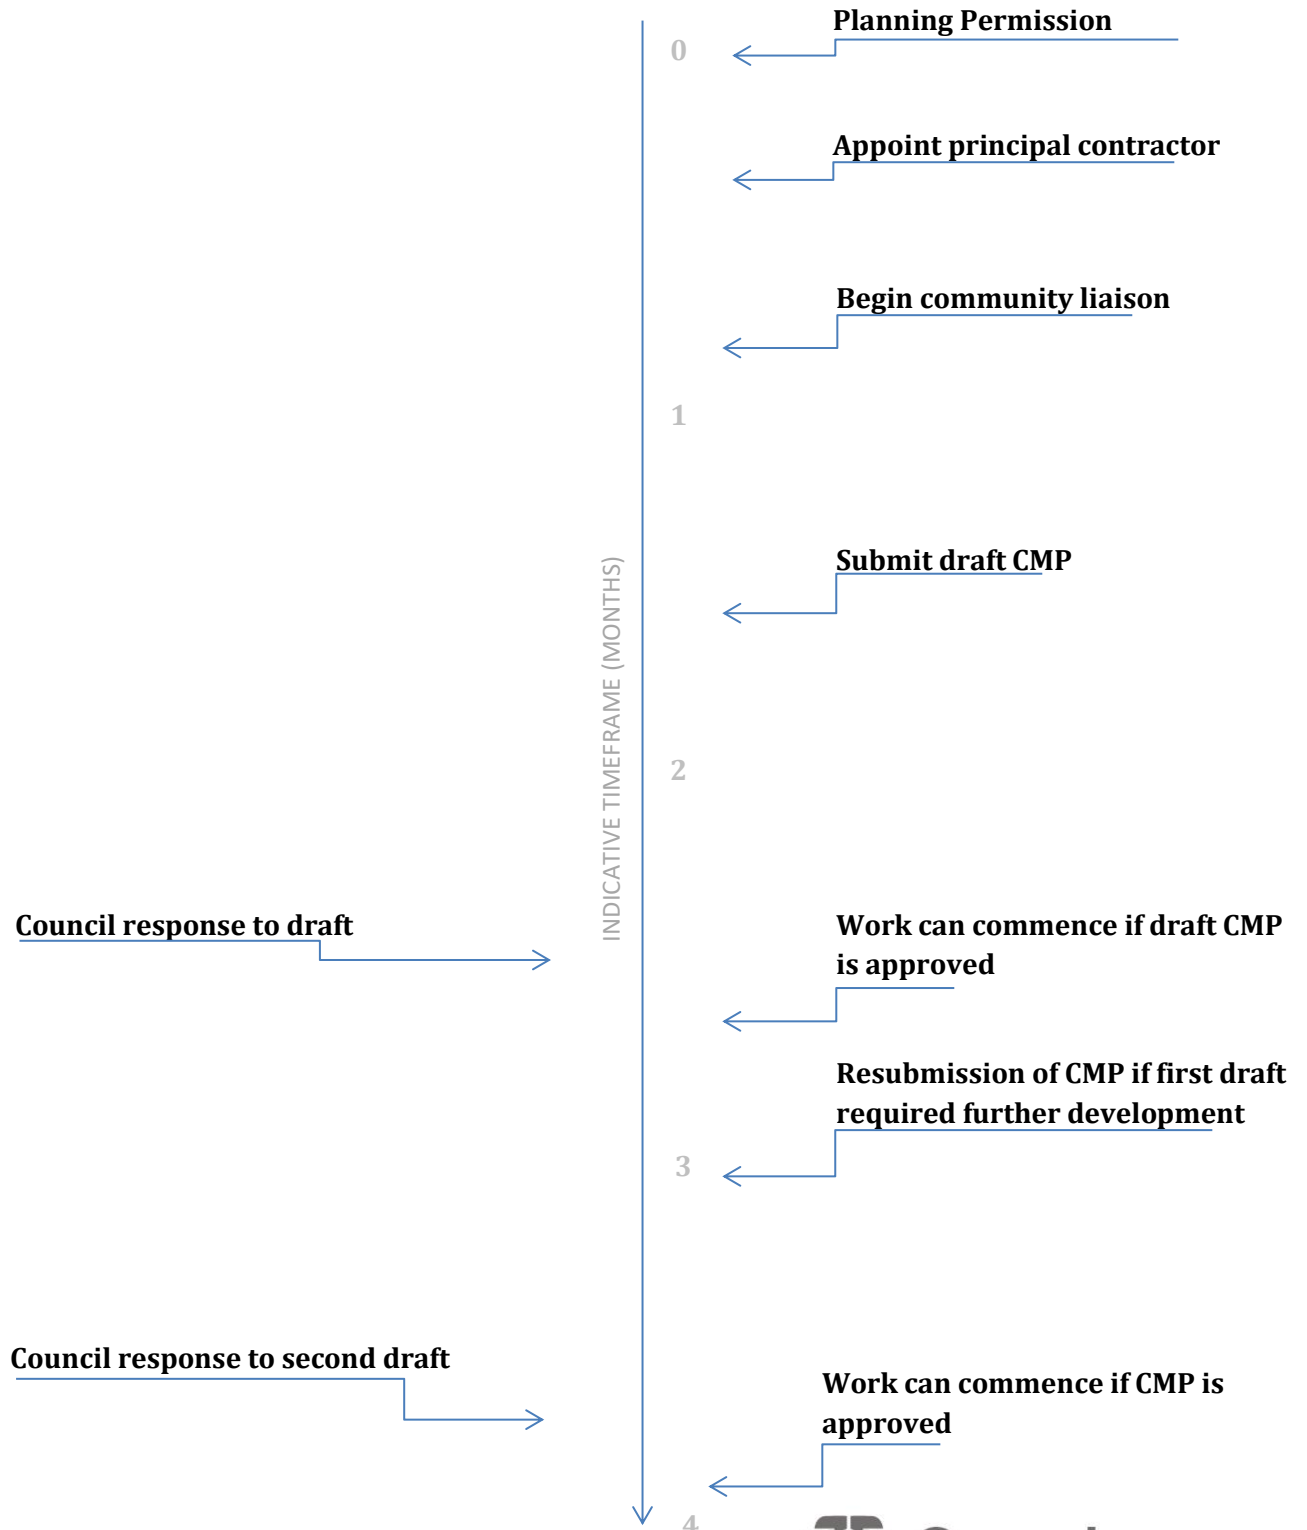 Planning Permission
0
Appoint principal contractor
Begin community liaison
1
Submit draft CMP
INDICATIVE TIMEFRAME (MONTHS)
2
Council response to draft
Work can commence if draft CMP
is approved
Resubmission of CMP if first draft
required further development
3
Council response to second draft
Work can commence if CMP is
approved
4